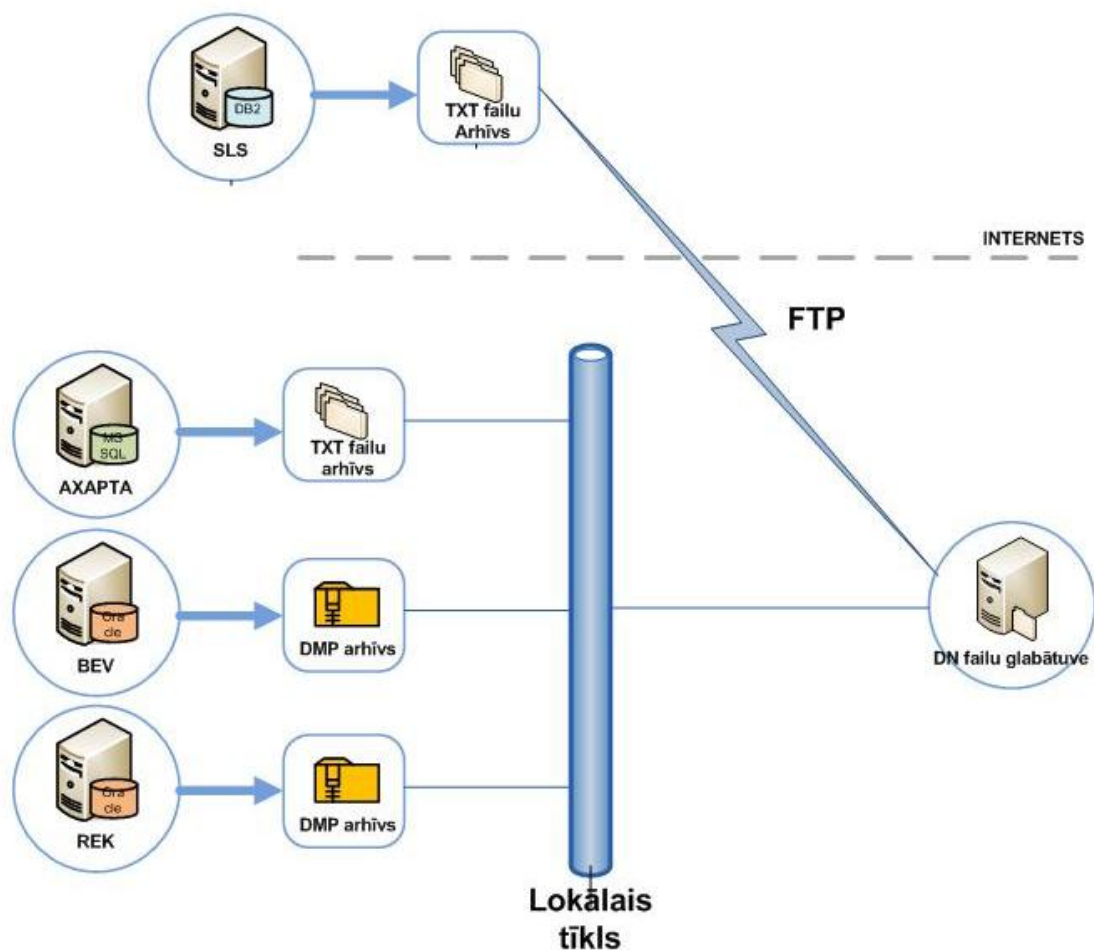 DB2
SLS
TXT failu
Arhīvs
INTERNETS
FTP
MS
SQL
AXAPTA
TXT failu
arhīvs
Ora
cle
BEV
DMP arhīvs
DN failu glabātuve
Ora
cle
REK
DMP arhīvs
Lokālais
tīkls